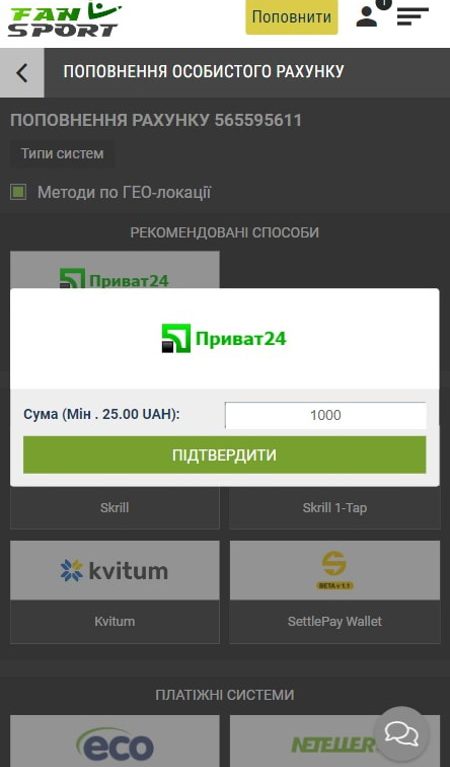 FAN
SPORT
Поповнити
1
ПОПОВНЕННЯ ОСОБИСТОГО РАХУНКУ
ПОПОВНЕННЯ РАХУНКУ 565595611
Типи систем
Методи по ГЕО-локації
РЕКОМЕНДОВАНІ СПОСОБИ
Приват24
Приват24
Сума (Мін . 25.00 UAH):
1000
ПІДТВЕРДИТИ
Skrill
Skrill 1-Tap
kvitum
BETA v 1.1
Kvitum
SettlePay Wallet
ПЛАТІЖНІ СИСТЕМИ
eco
NETELLER